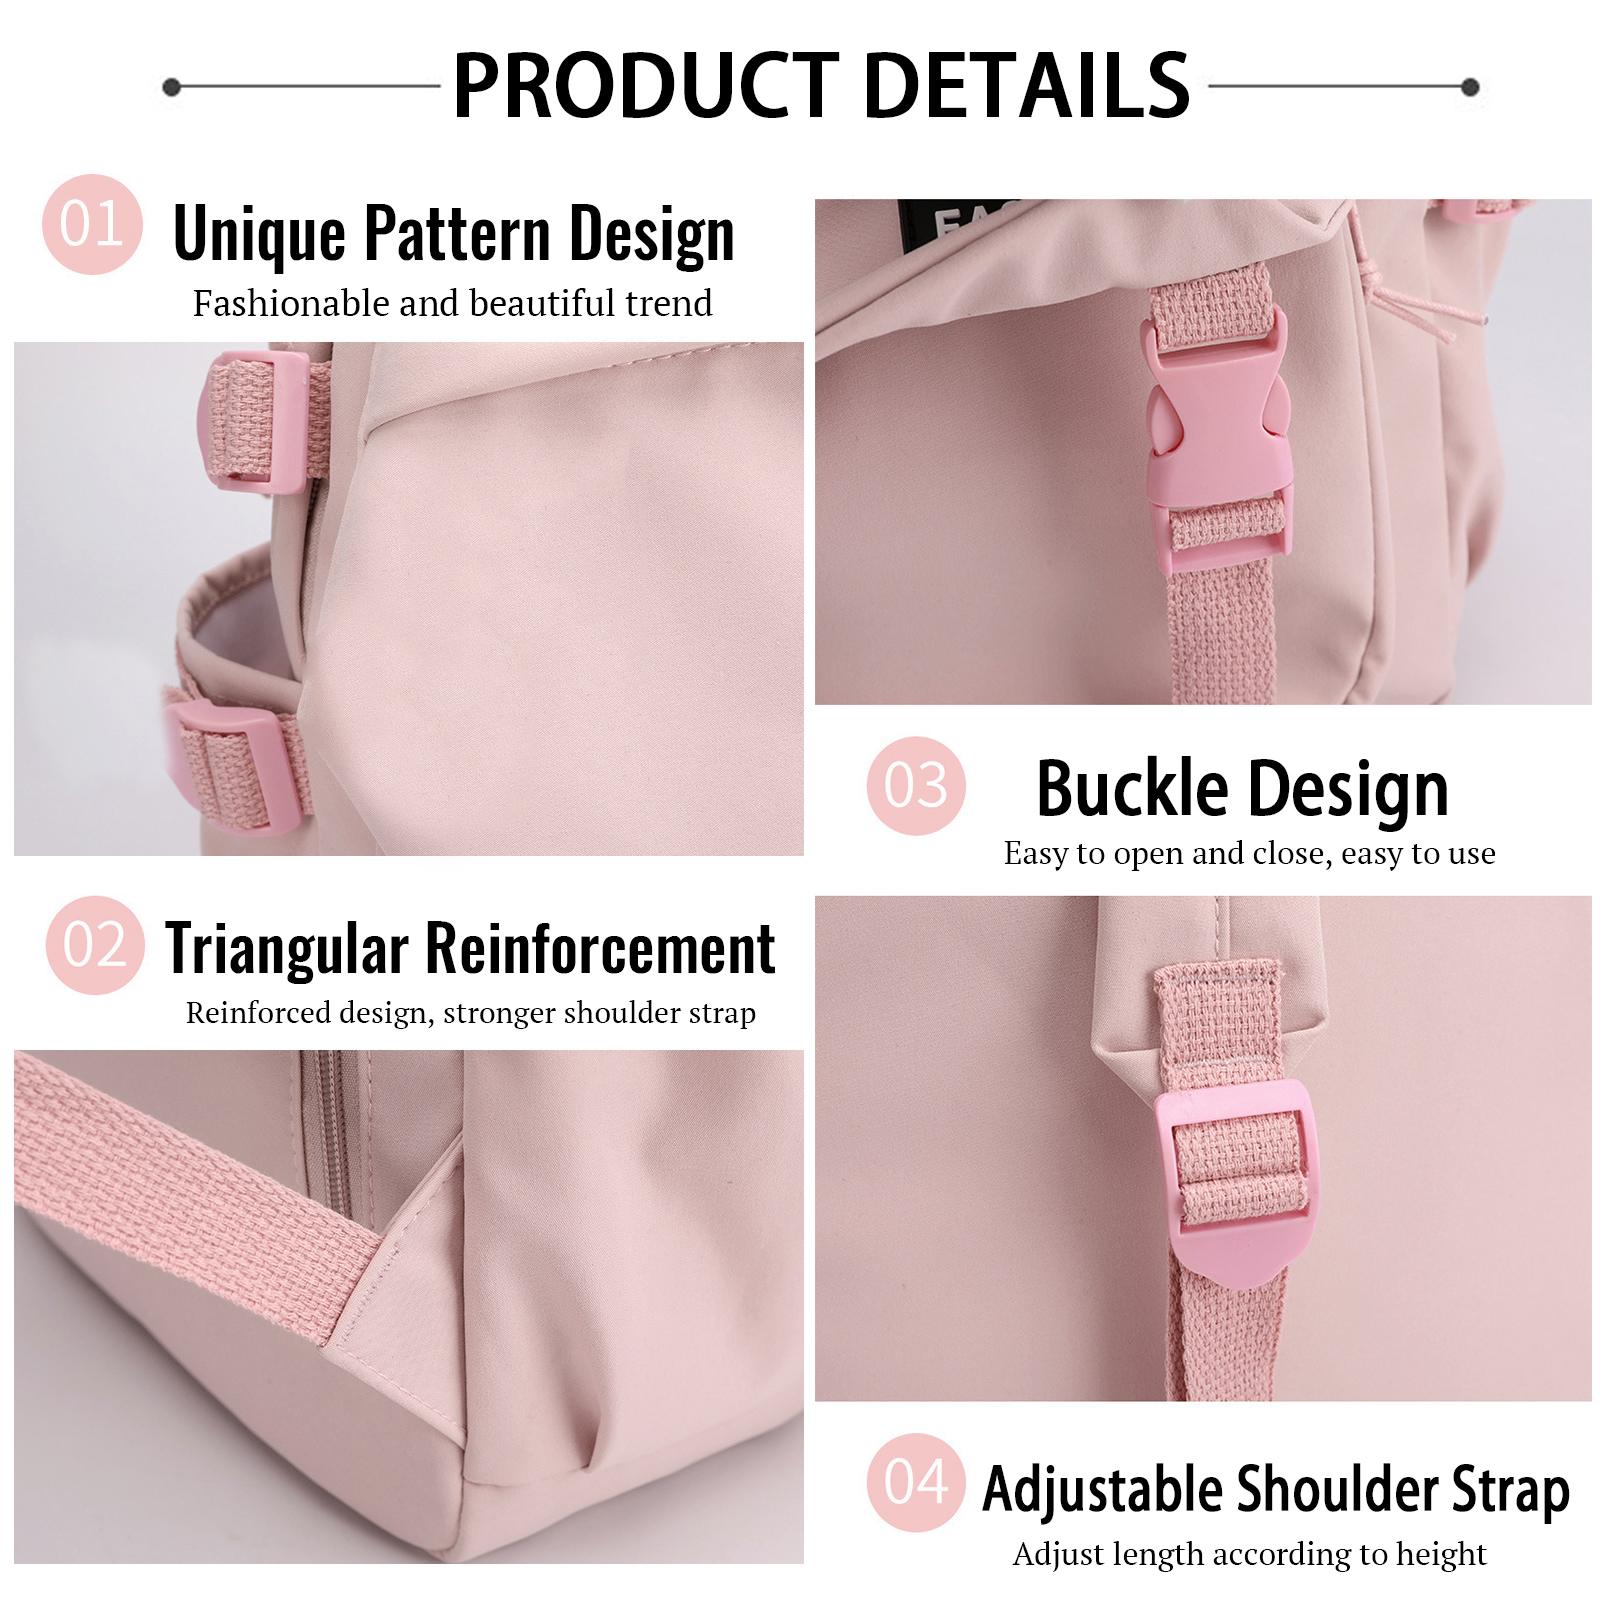 PRODUCT DETAILS
01
Unique Pattern Design
Fashionable and beautiful trend
02
Triangular Reinforcement
Reinforced design, stronger shoulder strap
03
Buckle Design
Easy to open and close, easy to use
04
Adjustable Shoulder Strap
Adjust length according to height